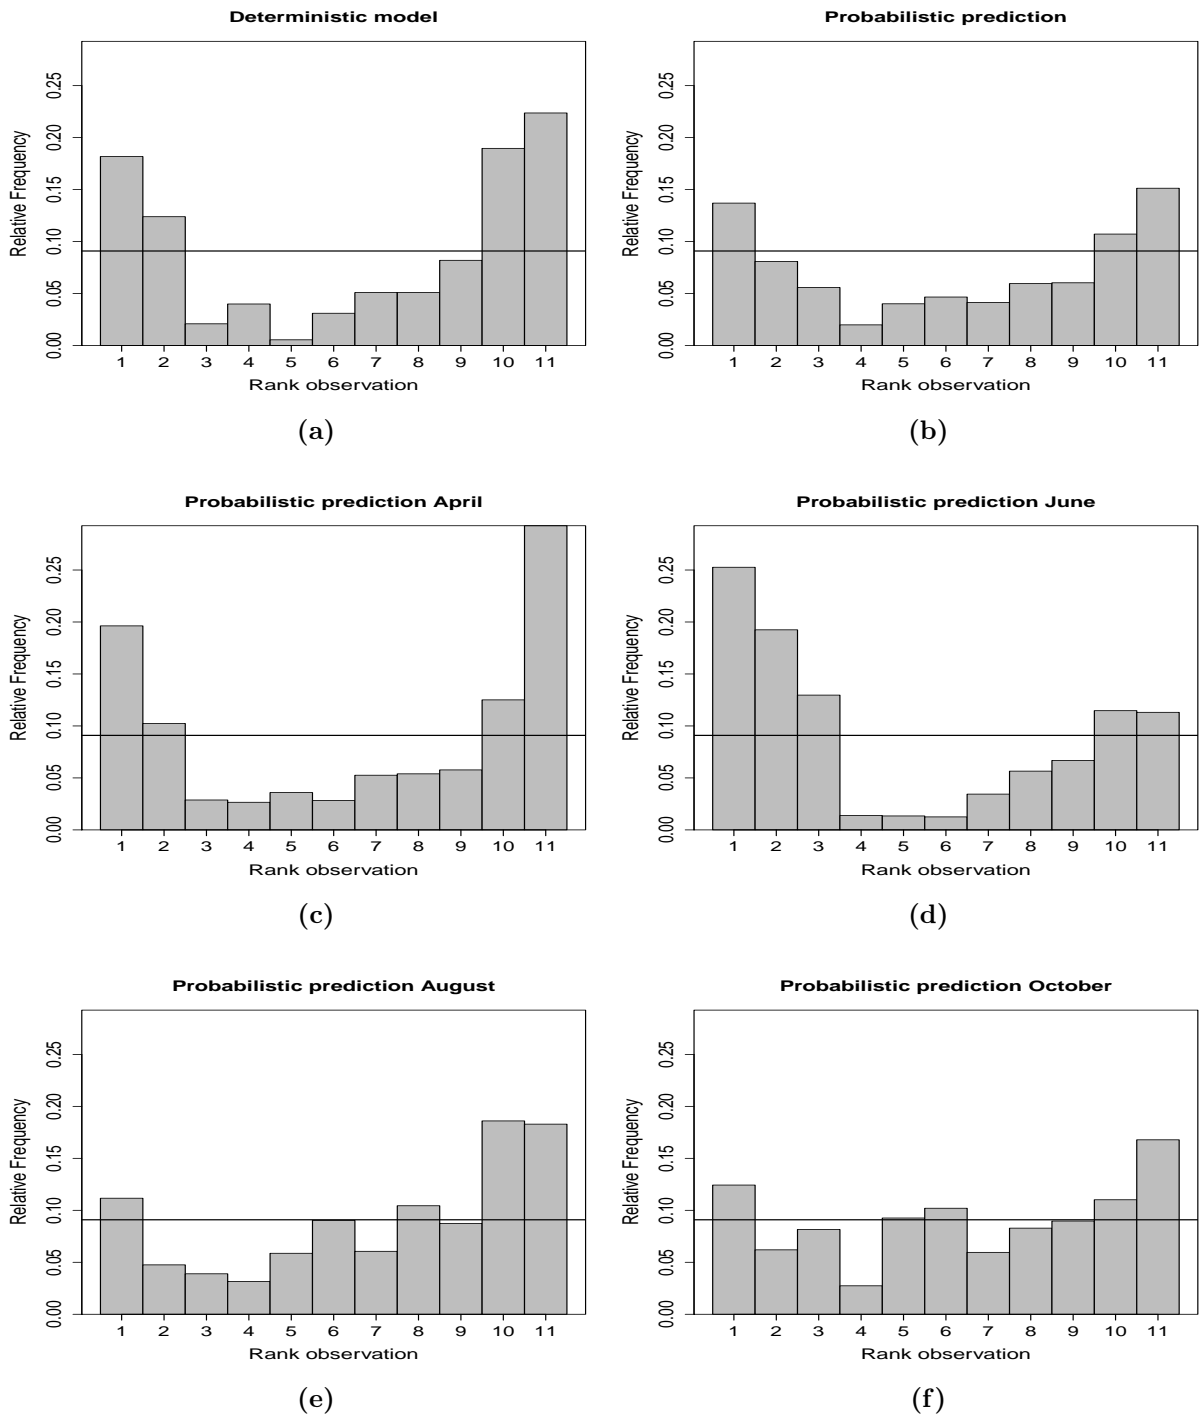 Deterministic model
Relative Frequency
0.00 0.05 0.10 0.15 0.20 0.25
1 2 3 4 5 6 7 8 9 10 11
Rank observation
(a)
Probabilistic prediction
Relative Frequency
0.00 0.05 0.10 0.15 0.20 0.25
1 2 3 4 5 6 7 8 9 10 11
Rank observation
(b)
Probabilistic prediction April
Relative Frequency
0.00 0.05 0.10 0.15 0.20 0.25
1 2 3 4 5 6 7 8 9 10 11
Rank observation
(c)
Probabilistic prediction June
Relative Frequency
0.00 0.05 0.10 0.15 0.20 0.25
1 2 3 4 5 6 7 8 9 10 11
Rank observation
(d)
Probabilistic prediction August
Relative Frequency
0.00 0.05 0.10 0.15 0.20 0.25
1 2 3 4 5 6 7 8 9 10 11
Rank observation
(e)
Probabilistic prediction October
Relative Frequency
0.00 0.05 0.10 0.15 0.20 0.25
1 2 3 4 5 6 7 8 9 10 11
Rank observation
(f)